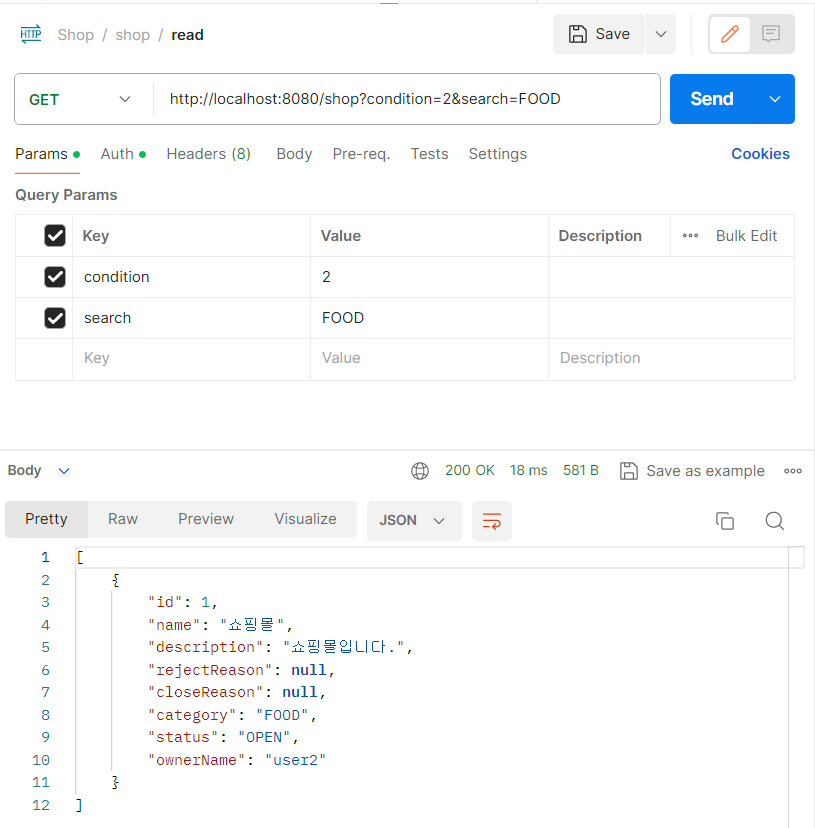 HTTP Shop / shop / read Save
GET http://localhost:8080/shop?condition=2&search=FOOD Send
Params Auth Headers (8) Body Pre-req. Tests Settings Cookies
Query Params
Key Value Description Bulk Edit
condition 2
search FOOD
Key Value Description
Body 200 OK 18 ms 581 B Save as example
Pretty Raw Preview Visualize JSON
1 [
2 {
3 "id": 1,
4 "name": "쇼핑몰",
5 "description": "쇼핑몰입니다.",
6 "rejectReason": null,
7 "closeReason": null,
8 "category": "FOOD",
9 "status": "OPEN",
10 "ownerName": "user2"
11 }
12 ]